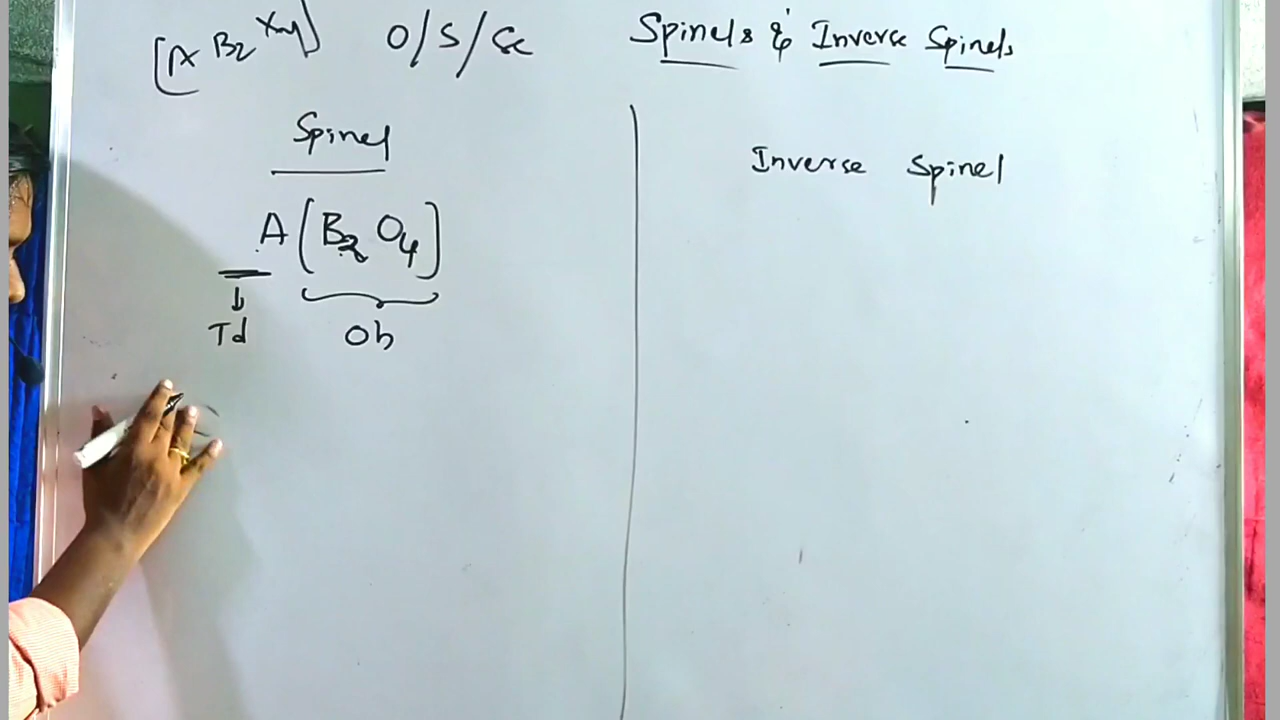 [A B2 X4] O/S/Se
Spinels & Inverse Spinels
Spinel
A [B2 O4]
Td Oh
Inverse Spinel